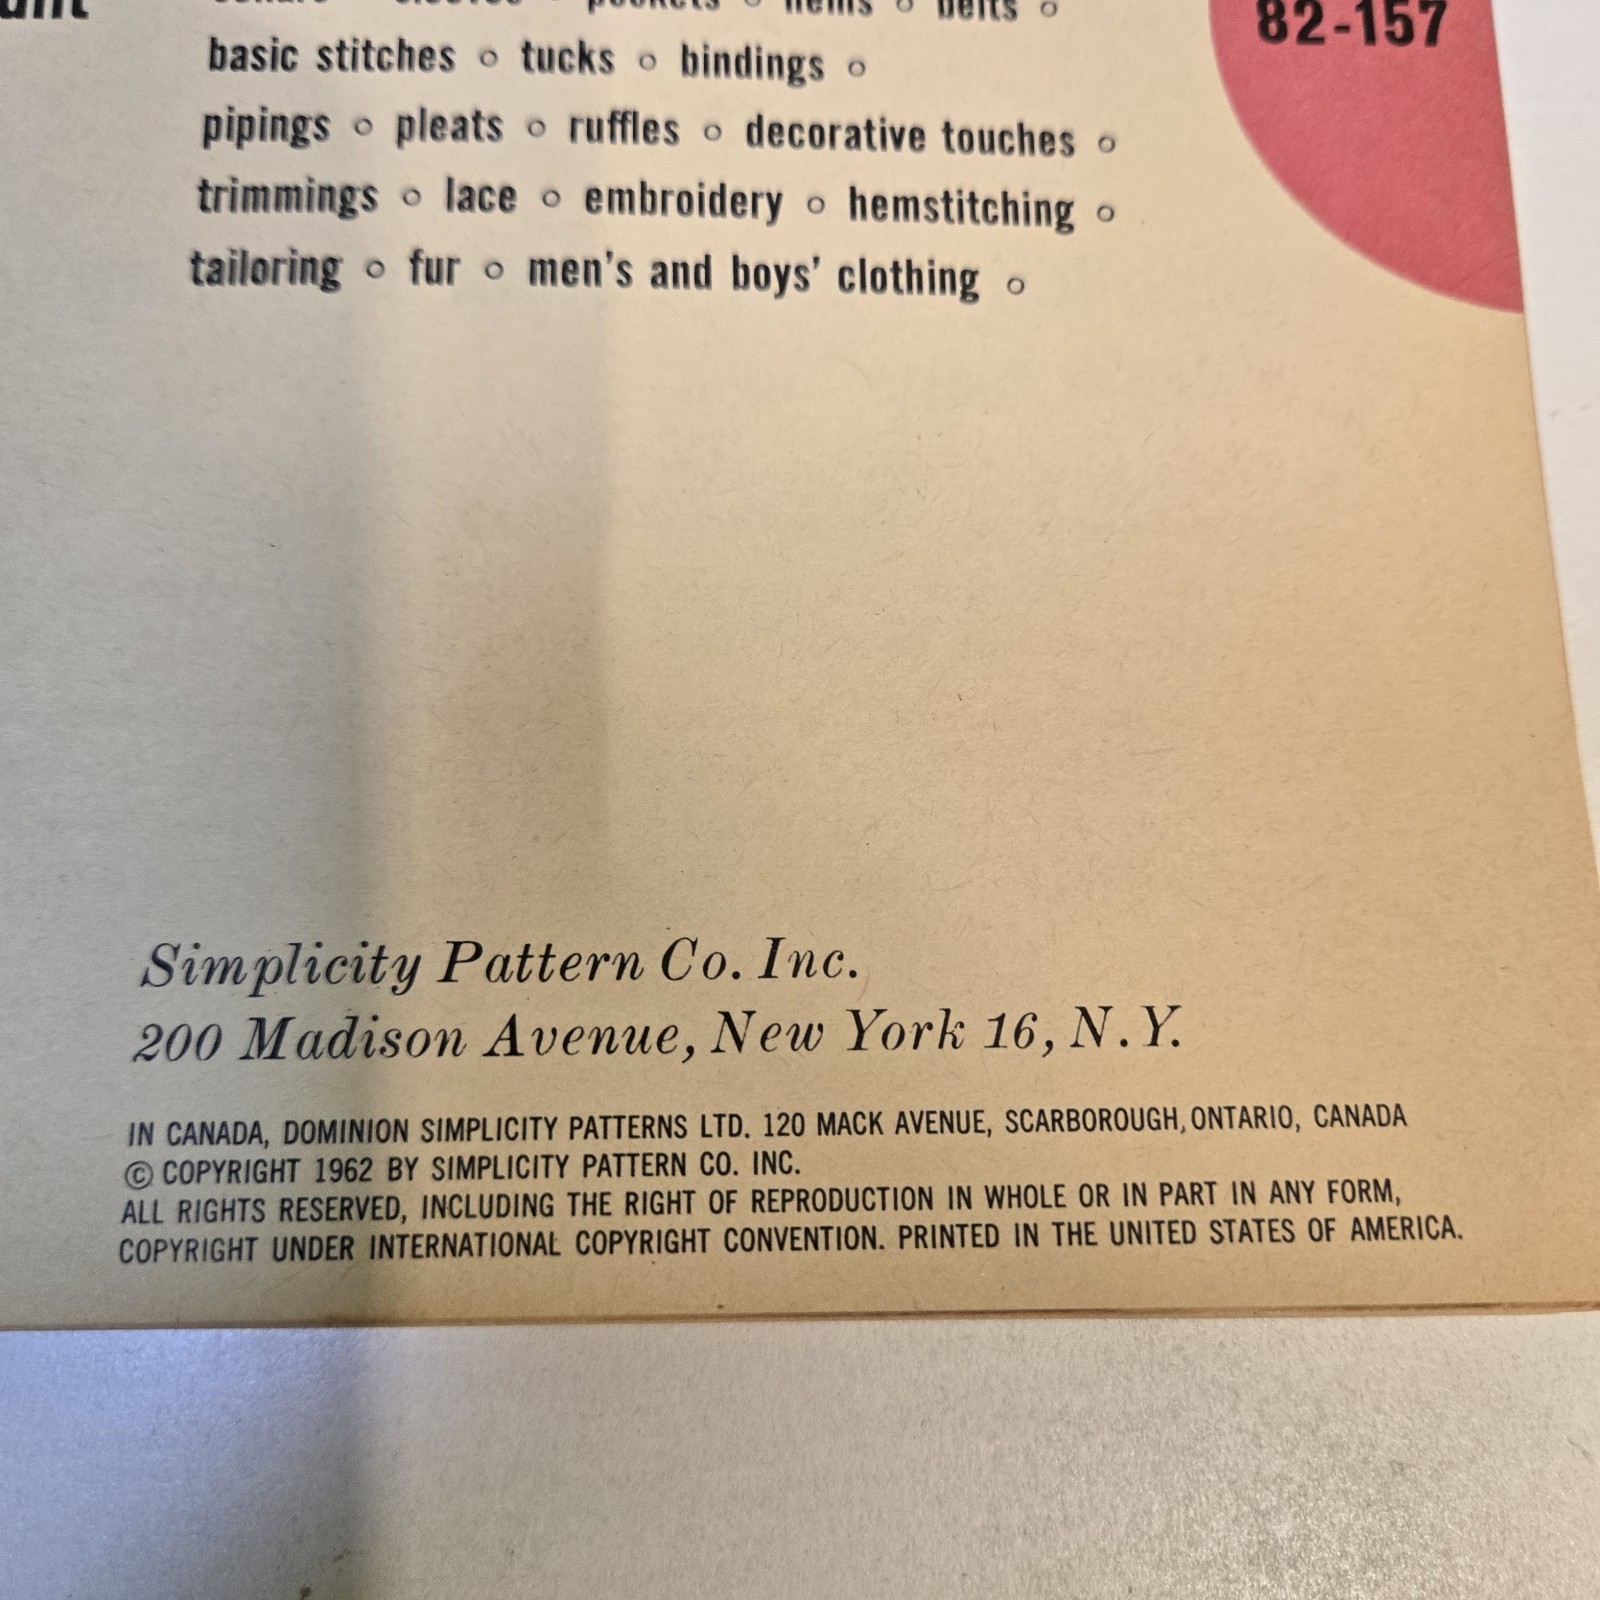 pockets ○ hems ○ belts ○
82-157
basic stitches ○ tucks ○ bindings ○
pipings ○ pleats ○ ruffles ○ decorative touches ○
trimmings ○ lace ○ embroidery ○ hemstitching ○
tailoring ○ fur ○ men's and boys' clothing ○
Simplicity Pattern Co. Inc.
200 Madison Avenue, New York 16, N.Y.
IN CANADA, DOMINION SIMPLICITY PATTERNS LTD. 120 MACK AVENUE, SCARBOROUGH, ONTARIO, CANADA
© COPYRIGHT 1962 BY SIMPLICITY PATTERN CO. INC.
ALL RIGHTS RESERVED, INCLUDING THE RIGHT OF REPRODUCTION IN WHOLE OR IN PART IN ANY FORM,
COPYRIGHT UNDER INTERNATIONAL COPYRIGHT CONVENTION. PRINTED IN THE UNITED STATES OF AMERICA.